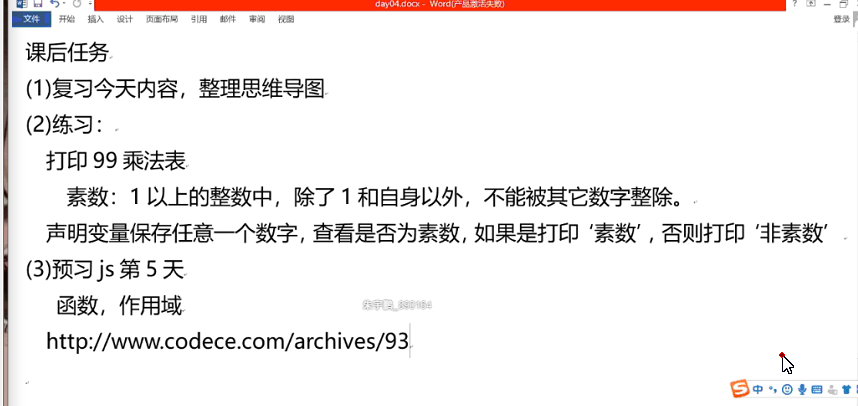 day04.docx - Word(产品激活失败)
文件 开始 插入 设计 页面布局 引用 邮件 审阅 视图 登录
课后任务
(1)复习今天内容，整理思维导图
(2)练习：
打印 99 乘法表
素数：1 以上的整数中，除了 1 和自身以外，不能被其它数字整除。
声明变量保存任意一个数字, 查看是否为素数, 如果是打印 ‘素数’, 否则打印 ‘非素数’
(3)预习 js 第 5 天
函数，作用域
http://www.codece.com/archives/93
中